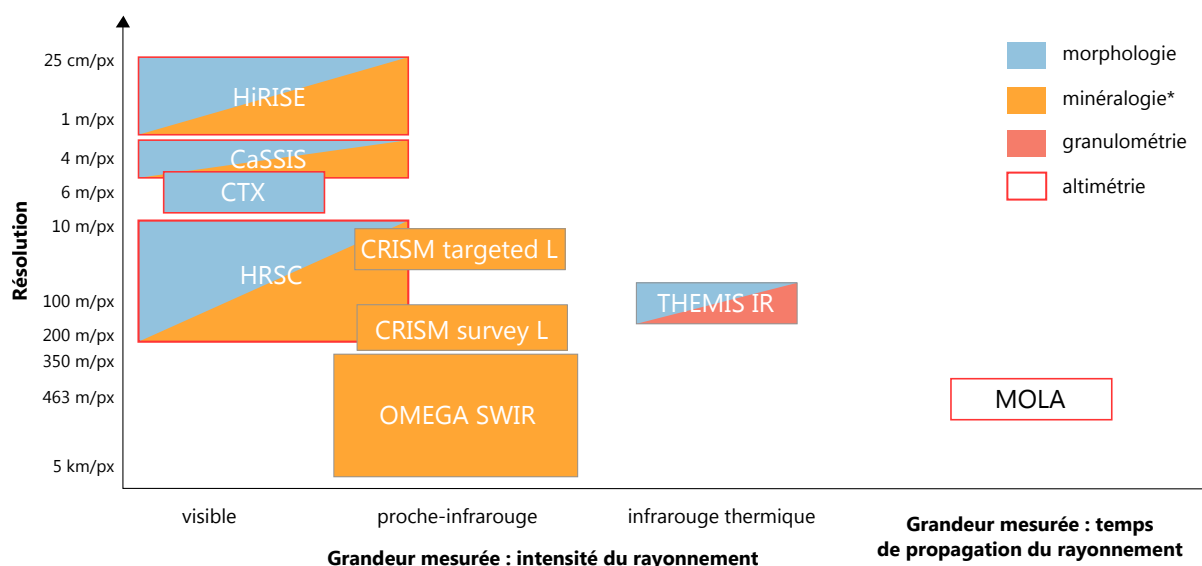 Résolution
25 cm/px
1 m/px
4 m/px
6 m/px
10 m/px
100 m/px
200 m/px
350 m/px
463 m/px
5 km/px
HiRISE
CaSSIS
CTX
HRSC
CRISM targeted L
CRISM survey L
OMEGA SWIR
THEMIS IR
MOLA
morphologie
minéralogie*
granulométrie
altimétrie
visible
proche-infrarouge
infrarouge thermique
Grandeur mesurée : intensité du rayonnement
Grandeur mesurée : temps
de propagation du rayonnement